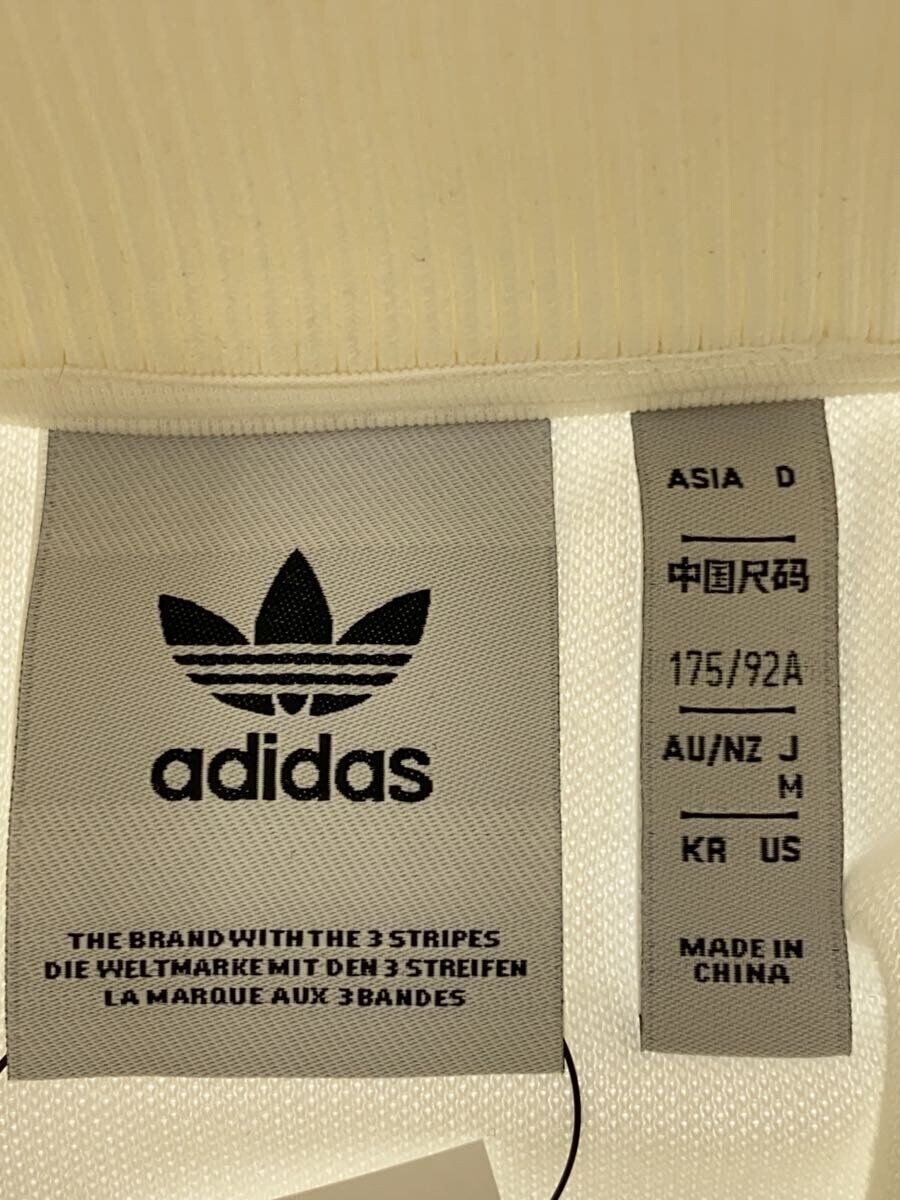 adidas
THE BRAND WITH THE 3 STRIPES
DIE WELTMARKE MIT DEN 3 STREIFEN
LA MARQUE AUX 3 BANDES
ASIA D
中国尺码
175/92A
AU/NZ J
M
KR US
MADE IN
CHINA